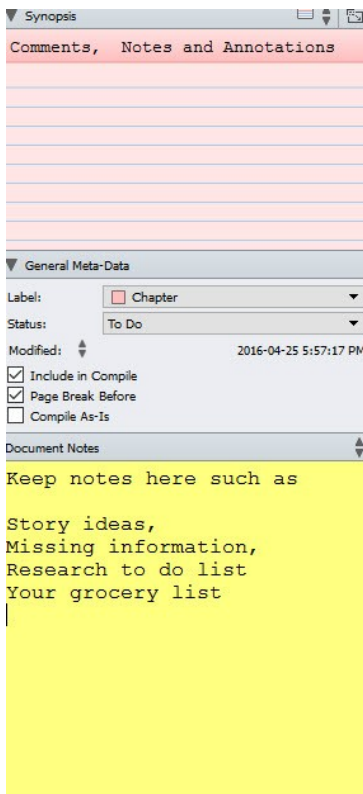 Synopsis
Comments,  Notes and Annotations
General Meta-Data
Label: Chapter
Status: To Do
Modified: 2016-04-25 5:57:17 PM
Include in Compile
Page Break Before
Compile As-Is
Document Notes
Keep notes here such as
Story ideas,
Missing information,
Research to do list
Your grocery list